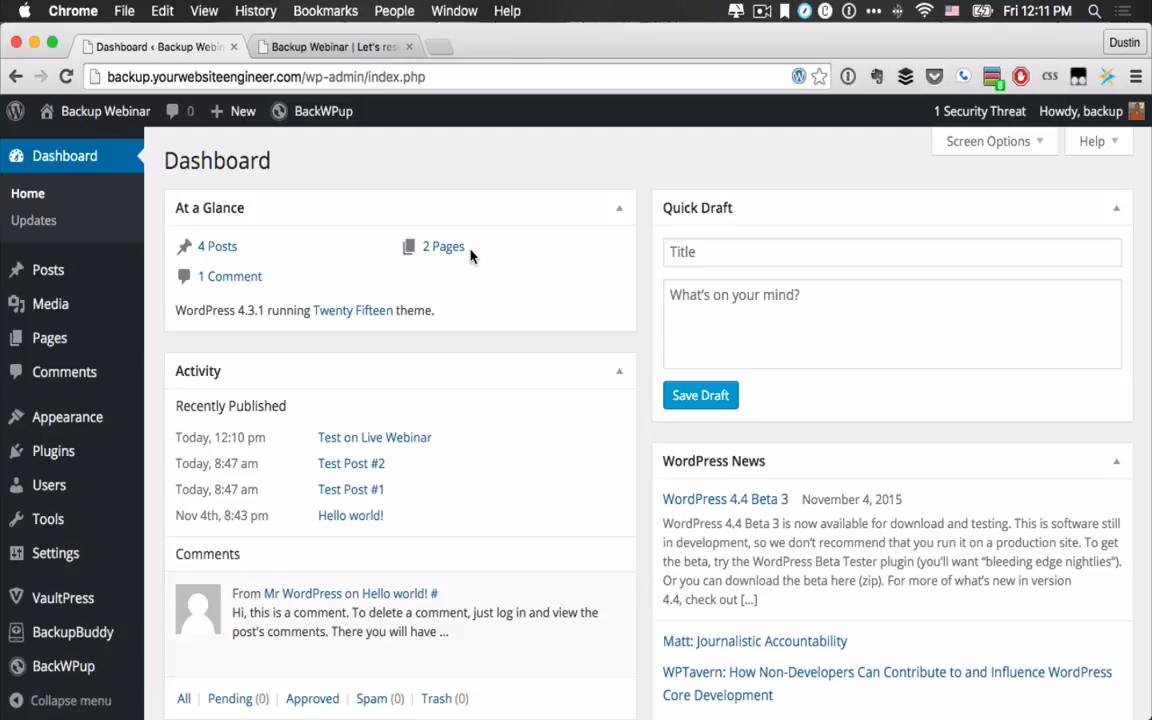 Chrome File Edit View History Bookmarks People Window Help Fri 12:11 PM
Dashboard ‹ Backup Webin Backup Webinar | Let's res Dustin
backup.yourwebsiteengineer.com/wp-admin/index.php
CSS
8
Backup Webinar 0 New BackWPup 1 Security Threat Howdy, backup
Screen Options Help
Dashboard
Home
Updates
Posts
Media
Pages
Comments
Appearance
Plugins
Users
Tools
Settings
VaultPress
BackupBuddy
BackWPup
Collapse menu
Dashboard
At a Glance
4 Posts 2 Pages
1 Comment
WordPress 4.3.1 running Twenty Fifteen theme.
Activity
Recently Published
Today, 12:10 pm Test on Live Webinar
Today, 8:47 am Test Post #2
Today, 8:47 am Test Post #1
Nov 4th, 8:43 pm Hello world!
Comments
From Mr WordPress on Hello world! #
Hi, this is a comment. To delete a comment, just log in and view the
post's comments. There you will have ...
All | Pending (0) | Approved | Spam (0) | Trash (0)
Quick Draft
Title
What's on your mind?
Save Draft
WordPress News
WordPress 4.4 Beta 3 November 4, 2015
WordPress 4.4 Beta 3 is now available for download and testing. This is software still
in development, so we don't recommend that you run it on a production site. To get
the beta, try the WordPress Beta Tester plugin (you'll want "bleeding edge nightlies").
Or you can download the beta here (zip). For more of what's new in version
4.4, check out [...]
Matt: Journalistic Accountability
WPTavern: How Non-Developers Can Contribute to and Influence WordPress
Core Development